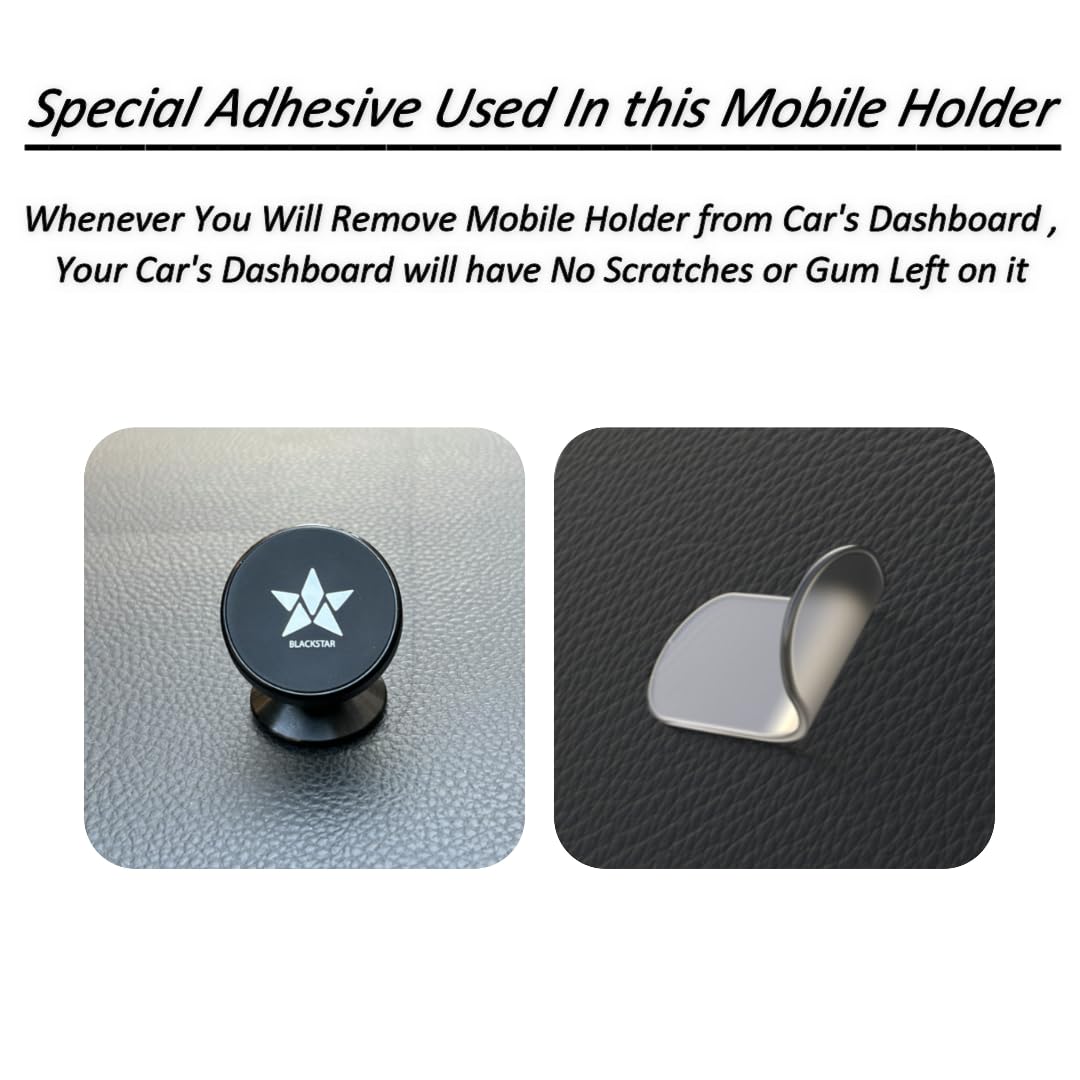 Special Adhesive Used In this Mobile Holder
Whenever You Will Remove Mobile Holder from Car's Dashboard ,
Your Car's Dashboard will have No Scratches or Gum Left on it
BLACKSTAR